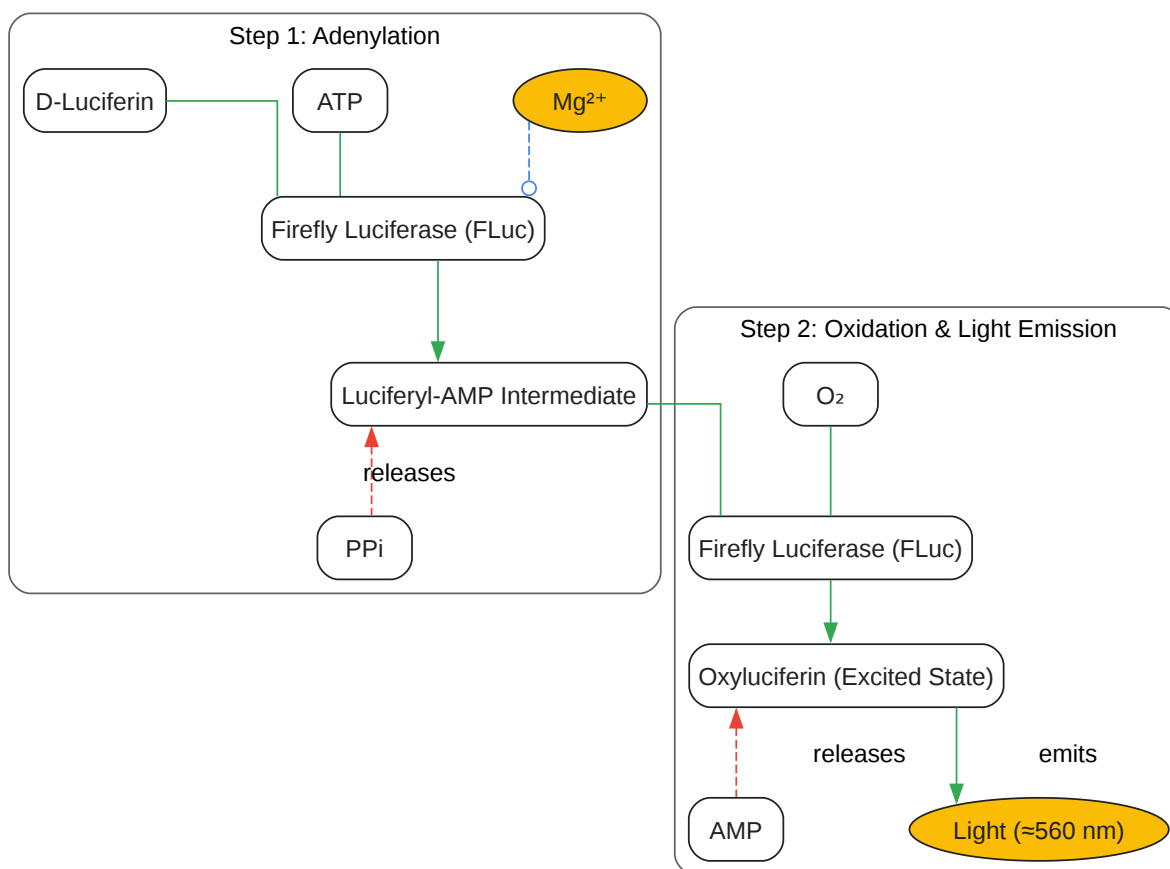 Step 1: Adenylation
D-Luciferin
ATP
Mg²⁺
Firefly Luciferase (FLuc)
Luciferyl-AMP Intermediate
releases
PPi
Step 2: Oxidation & Light Emission
O₂
Firefly Luciferase (FLuc)
Oxyluciferin (Excited State)
releases
emits
AMP
Light (≈560 nm)